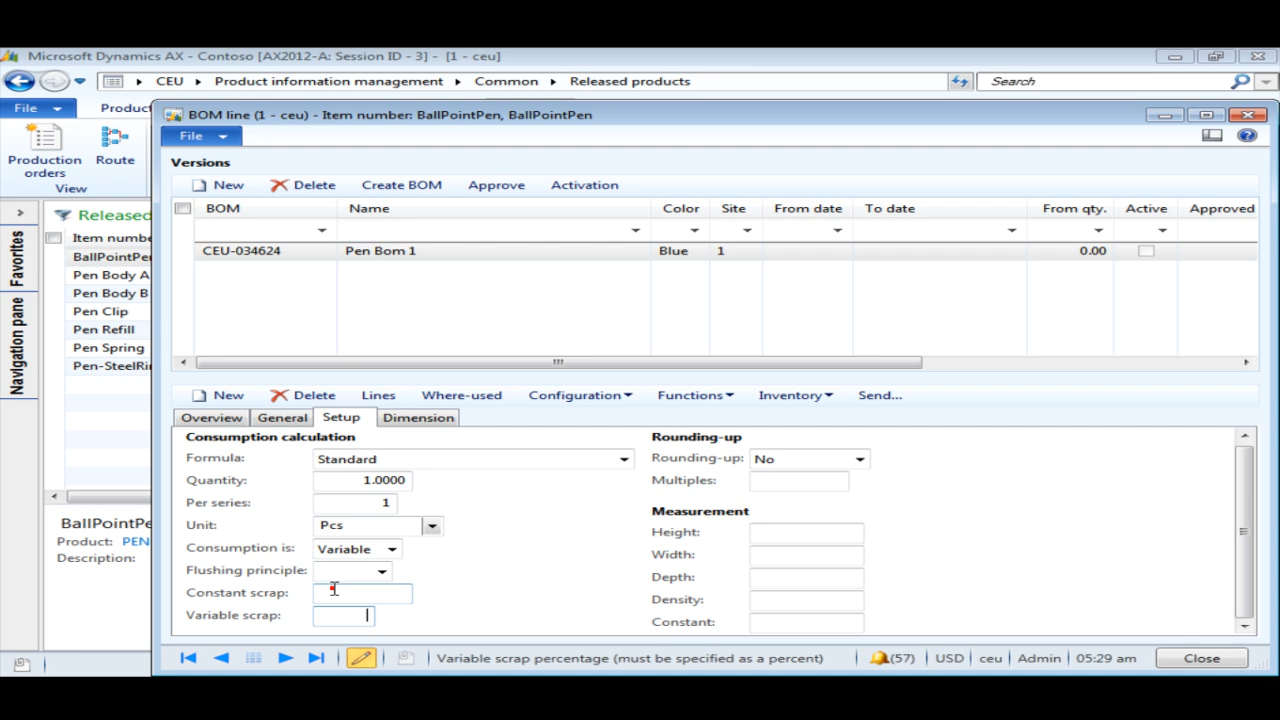 Microsoft Dynamics AX - Contoso [AX2012-A: Session ID - 3] - [1 - ceu]
CEU Product information management Common Released products Search
File Product
BOM line (1 - ceu) - Item number: BallPointPen, BallPointPen
File
Production orders Route
View
Versions
New Delete Create BOM Approve Activation
BOM Name Color Site From date To date From qty. Active Approved
CEU-034624 Pen Bom 1 Blue 1 0.00
Released
Item numbe
BallPointPen
Pen Body A
Pen Body B
Pen Clip
Pen Refill
Pen Spring
Pen-SteelRi
Favorites
Navigation pane
BallPointPe
Product: PEN
Description:
New Delete Lines Where-used Configuration Functions Inventory Send...
Overview General Setup Dimension
Consumption calculation
Formula: Standard
Quantity: 1.0000
Per series: 1
Unit: Pcs
Consumption is: Variable
Flushing principle:
Constant scrap:
Variable scrap:
Rounding-up
Rounding-up: No
Multiples:
Measurement
Height:
Width:
Depth:
Density:
Constant:
Variable scrap percentage (must be specified as a percent) (57) USD ceu Admin 05:29 am Close